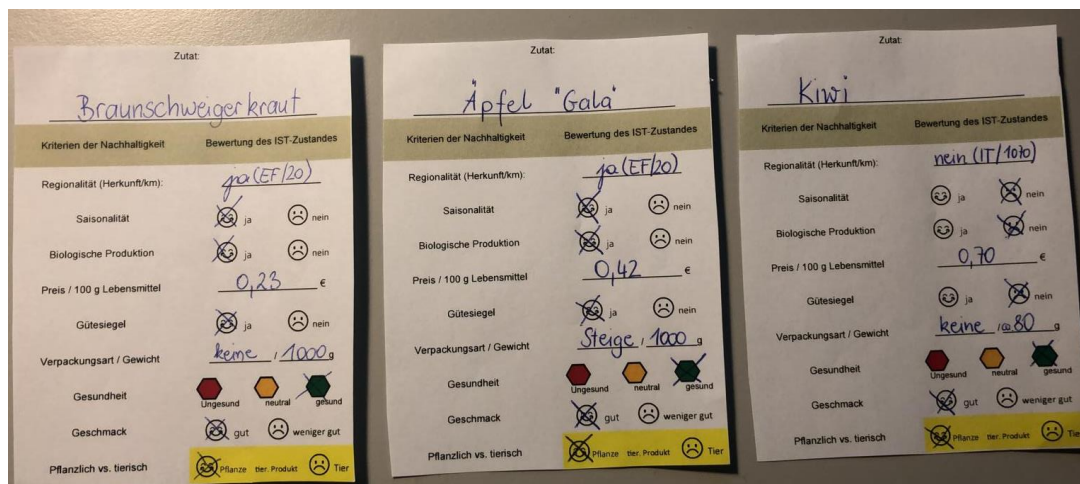 Zutat:
Braunschweigerkraut
Kriterien der Nachhaltigkeit Bewertung des IST-Zustandes
Regionalität (Herkunft/km): ja (EF/20)
Saisonalität ja nein
Biologische Produktion ja nein
Preis / 100 g Lebensmittel 0,23 €
Gütesiegel ja nein
Verpackungsart / Gewicht keine / 1000 g
Gesundheit Ungesund neutral gesund
Geschmack gut weniger gut
Pflanzlich vs. tierisch Pflanze tier. Produkt Tier
Zutat:
Äpfel "Gala"
Kriterien der Nachhaltigkeit Bewertung des IST-Zustandes
Regionalität (Herkunft/km): ja (EF/20)
Saisonalität ja nein
Biologische Produktion ja nein
Preis / 100 g Lebensmittel 0,42 €
Gütesiegel ja nein
Verpackungsart / Gewicht Steige / 1000 g
Gesundheit Ungesund neutral gesund
Geschmack gut weniger gut
Pflanzlich vs. tierisch Pflanze tier. Produkt Tier
Zutat:
Kiwi
Kriterien der Nachhaltigkeit Bewertung des IST-Zustandes
Regionalität (Herkunft/km): nein (IT/1070)
Saisonalität ja nein
Biologische Produktion ja nein
Preis / 100 g Lebensmittel 0,70 €
Gütesiegel ja nein
Verpackungsart / Gewicht keine / 80 g
Gesundheit Ungesund neutral gesund
Geschmack gut weniger gut
Pflanzlich vs. tierisch Pflanze tier. Produkt Tier